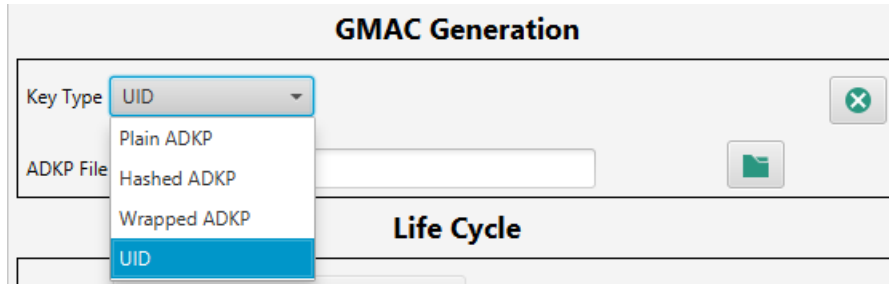 GMAC Generation
Key Type UID
Plain ADKP
ADKP File
Hashed ADKP
Wrapped ADKP
UID
Life Cycle